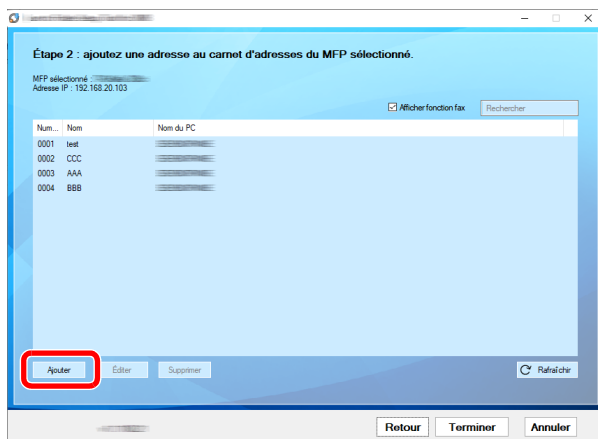 Étape 2 : ajoutez une adresse au carnet d'adresses du MFP sélectionné.
MFP sélectionné :
Adresse IP : 192.168.20.103
Afficher fonction fax Rechercher
Num... Nom Nom du PC
0001 test
0002 CCC
0003 AAA
0004 BBB
Ajouter Éditer Supprimer Rafraîchir
Retour Terminer Annuler